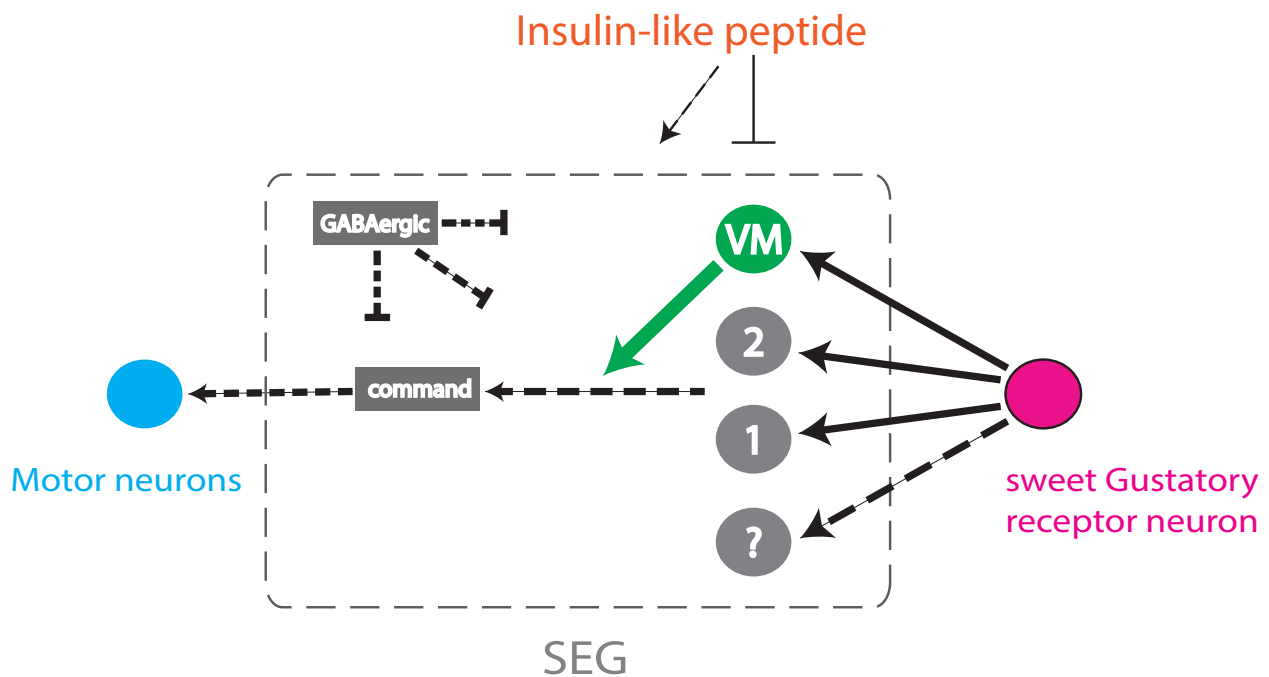 Insulin-like peptide
GABAergic
VM
2
command
1
Motor neurons
sweet Gustatory
receptor neuron
?
SEG